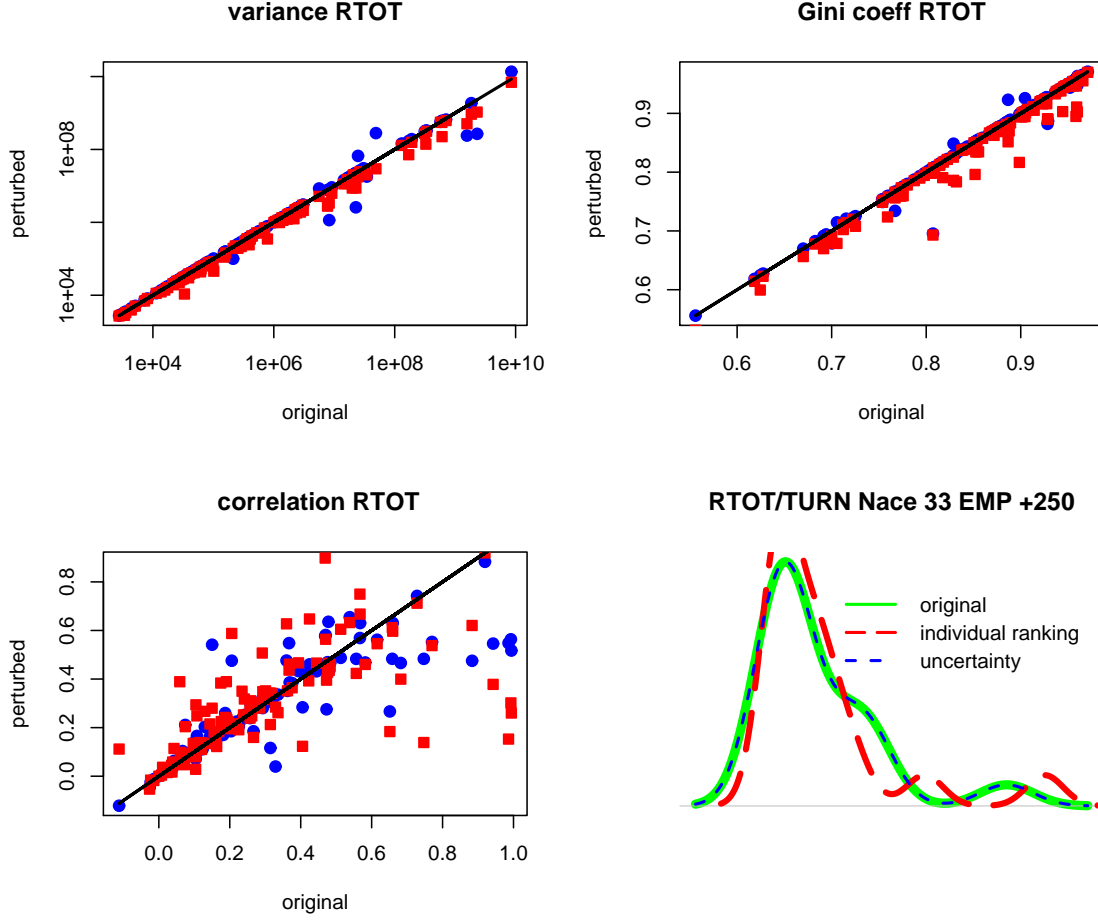 variance RTOT
perturbed
1e+04
1e+08
1e+04
1e+06
1e+08
1e+10
original
Gini coeff RTOT
perturbed
0.6
0.7
0.8
0.9
0.6
0.7
0.8
0.9
original
correlation RTOT
perturbed
0.0
0.2
0.4
0.6
0.8
0.0
0.2
0.4
0.6
0.8
1.0
original
RTOT/TURN Nace 33 EMP +250
original
individual ranking
uncertainty